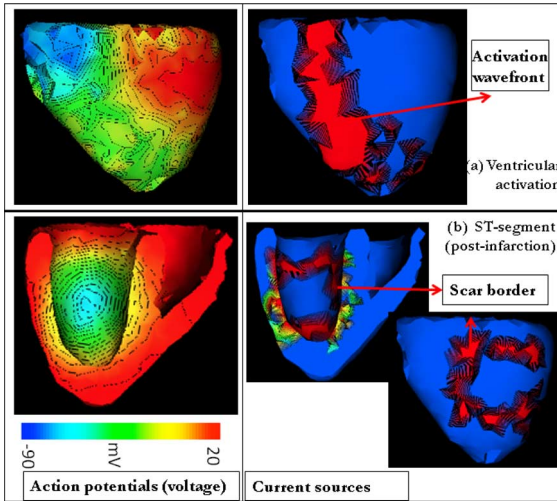 Activation
wavefront
(a) Ventricular
activation
(b) ST-segment
(post-infarction)
Scar border
-90
mV
20
Action potentials (voltage)
Current sources